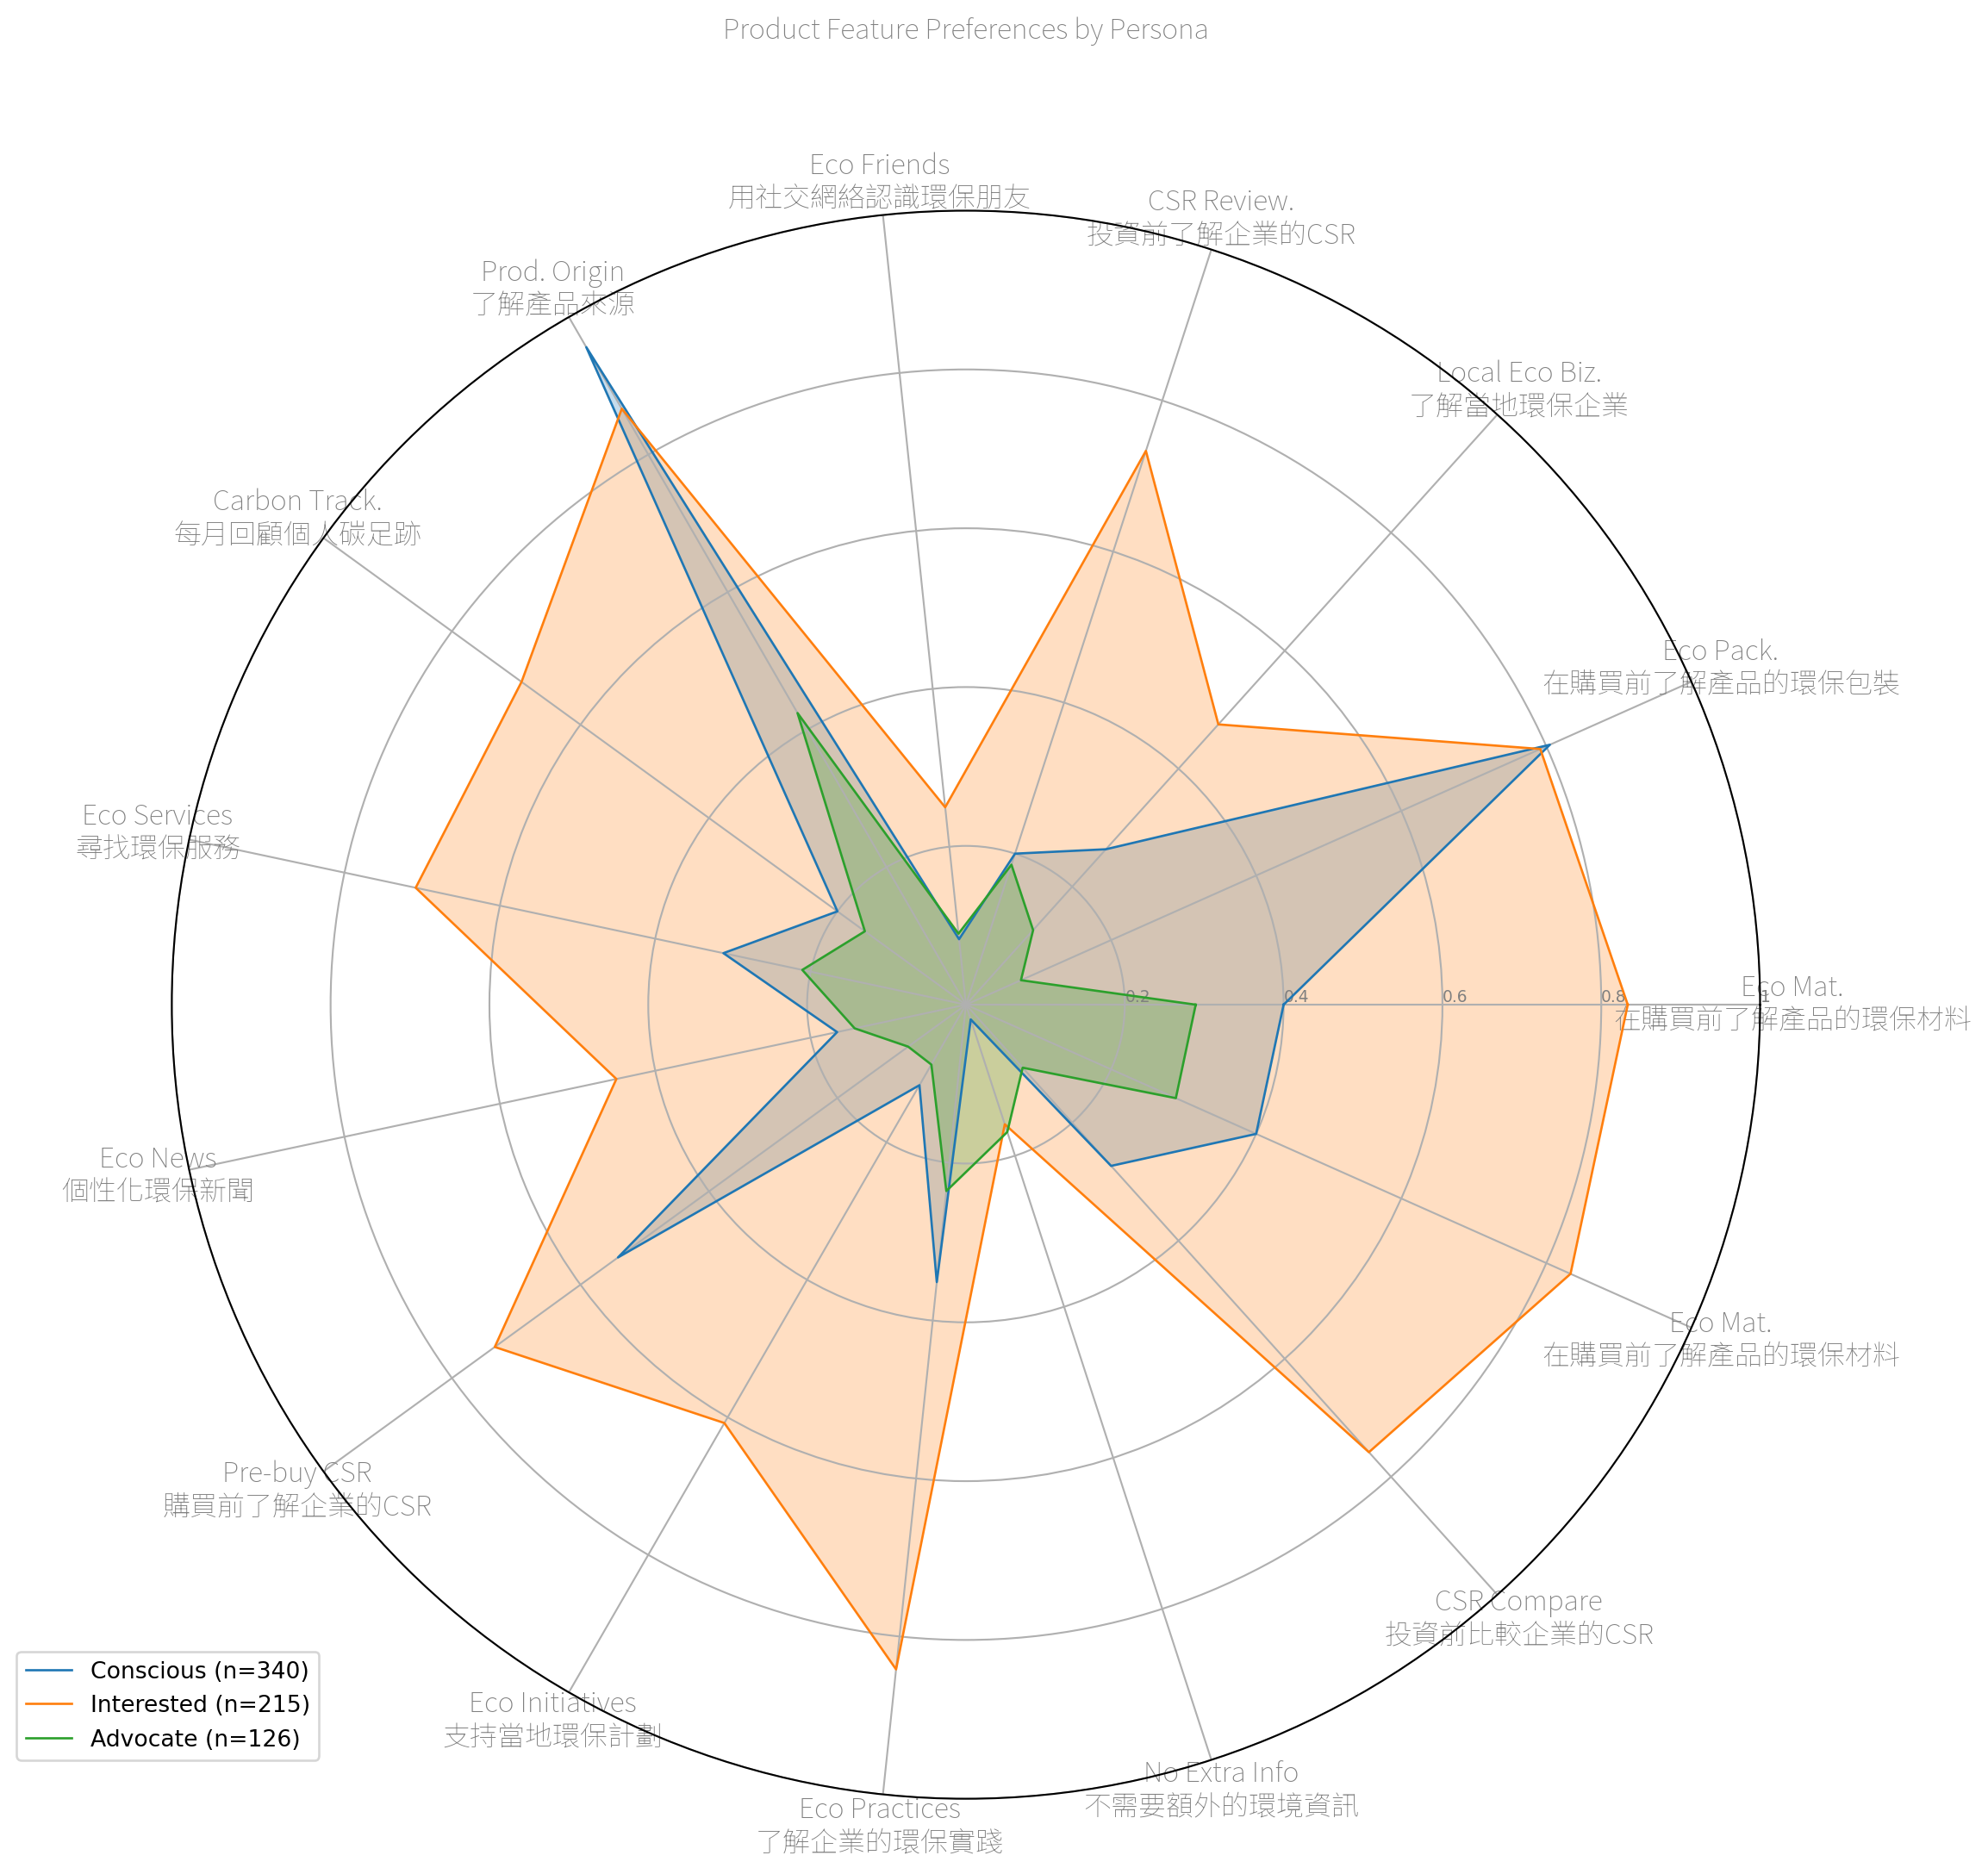 Product Feature Preferences by Persona
Eco Friends
用社交網絡認識環保朋友
CSR Review.
投資前了解企業的CSR
Prod. Origin
了解產品來源
Local Eco Biz.
了解當地環保企業
Carbon Track.
每月回顧個人碳足跡
Eco Pack.
在購買前了解產品的環保包裝
Eco Services
尋找環保服務
Eco Mat.
在購買前了解產品的環保材料
0.2
0.4
0.6
0.8
1
Eco News
個性化環保新聞
Eco Mat.
在購買前了解產品的環保材料
Pre-buy CSR
購買前了解企業的CSR
CSR Compare
投資前比較企業的CSR
Eco Initiatives
支持當地環保計劃
No Extra Info
不需要額外的環境資訊
Eco Practices
了解企業的環保實踐
Conscious (n=340)
Interested (n=215)
Advocate (n=126)